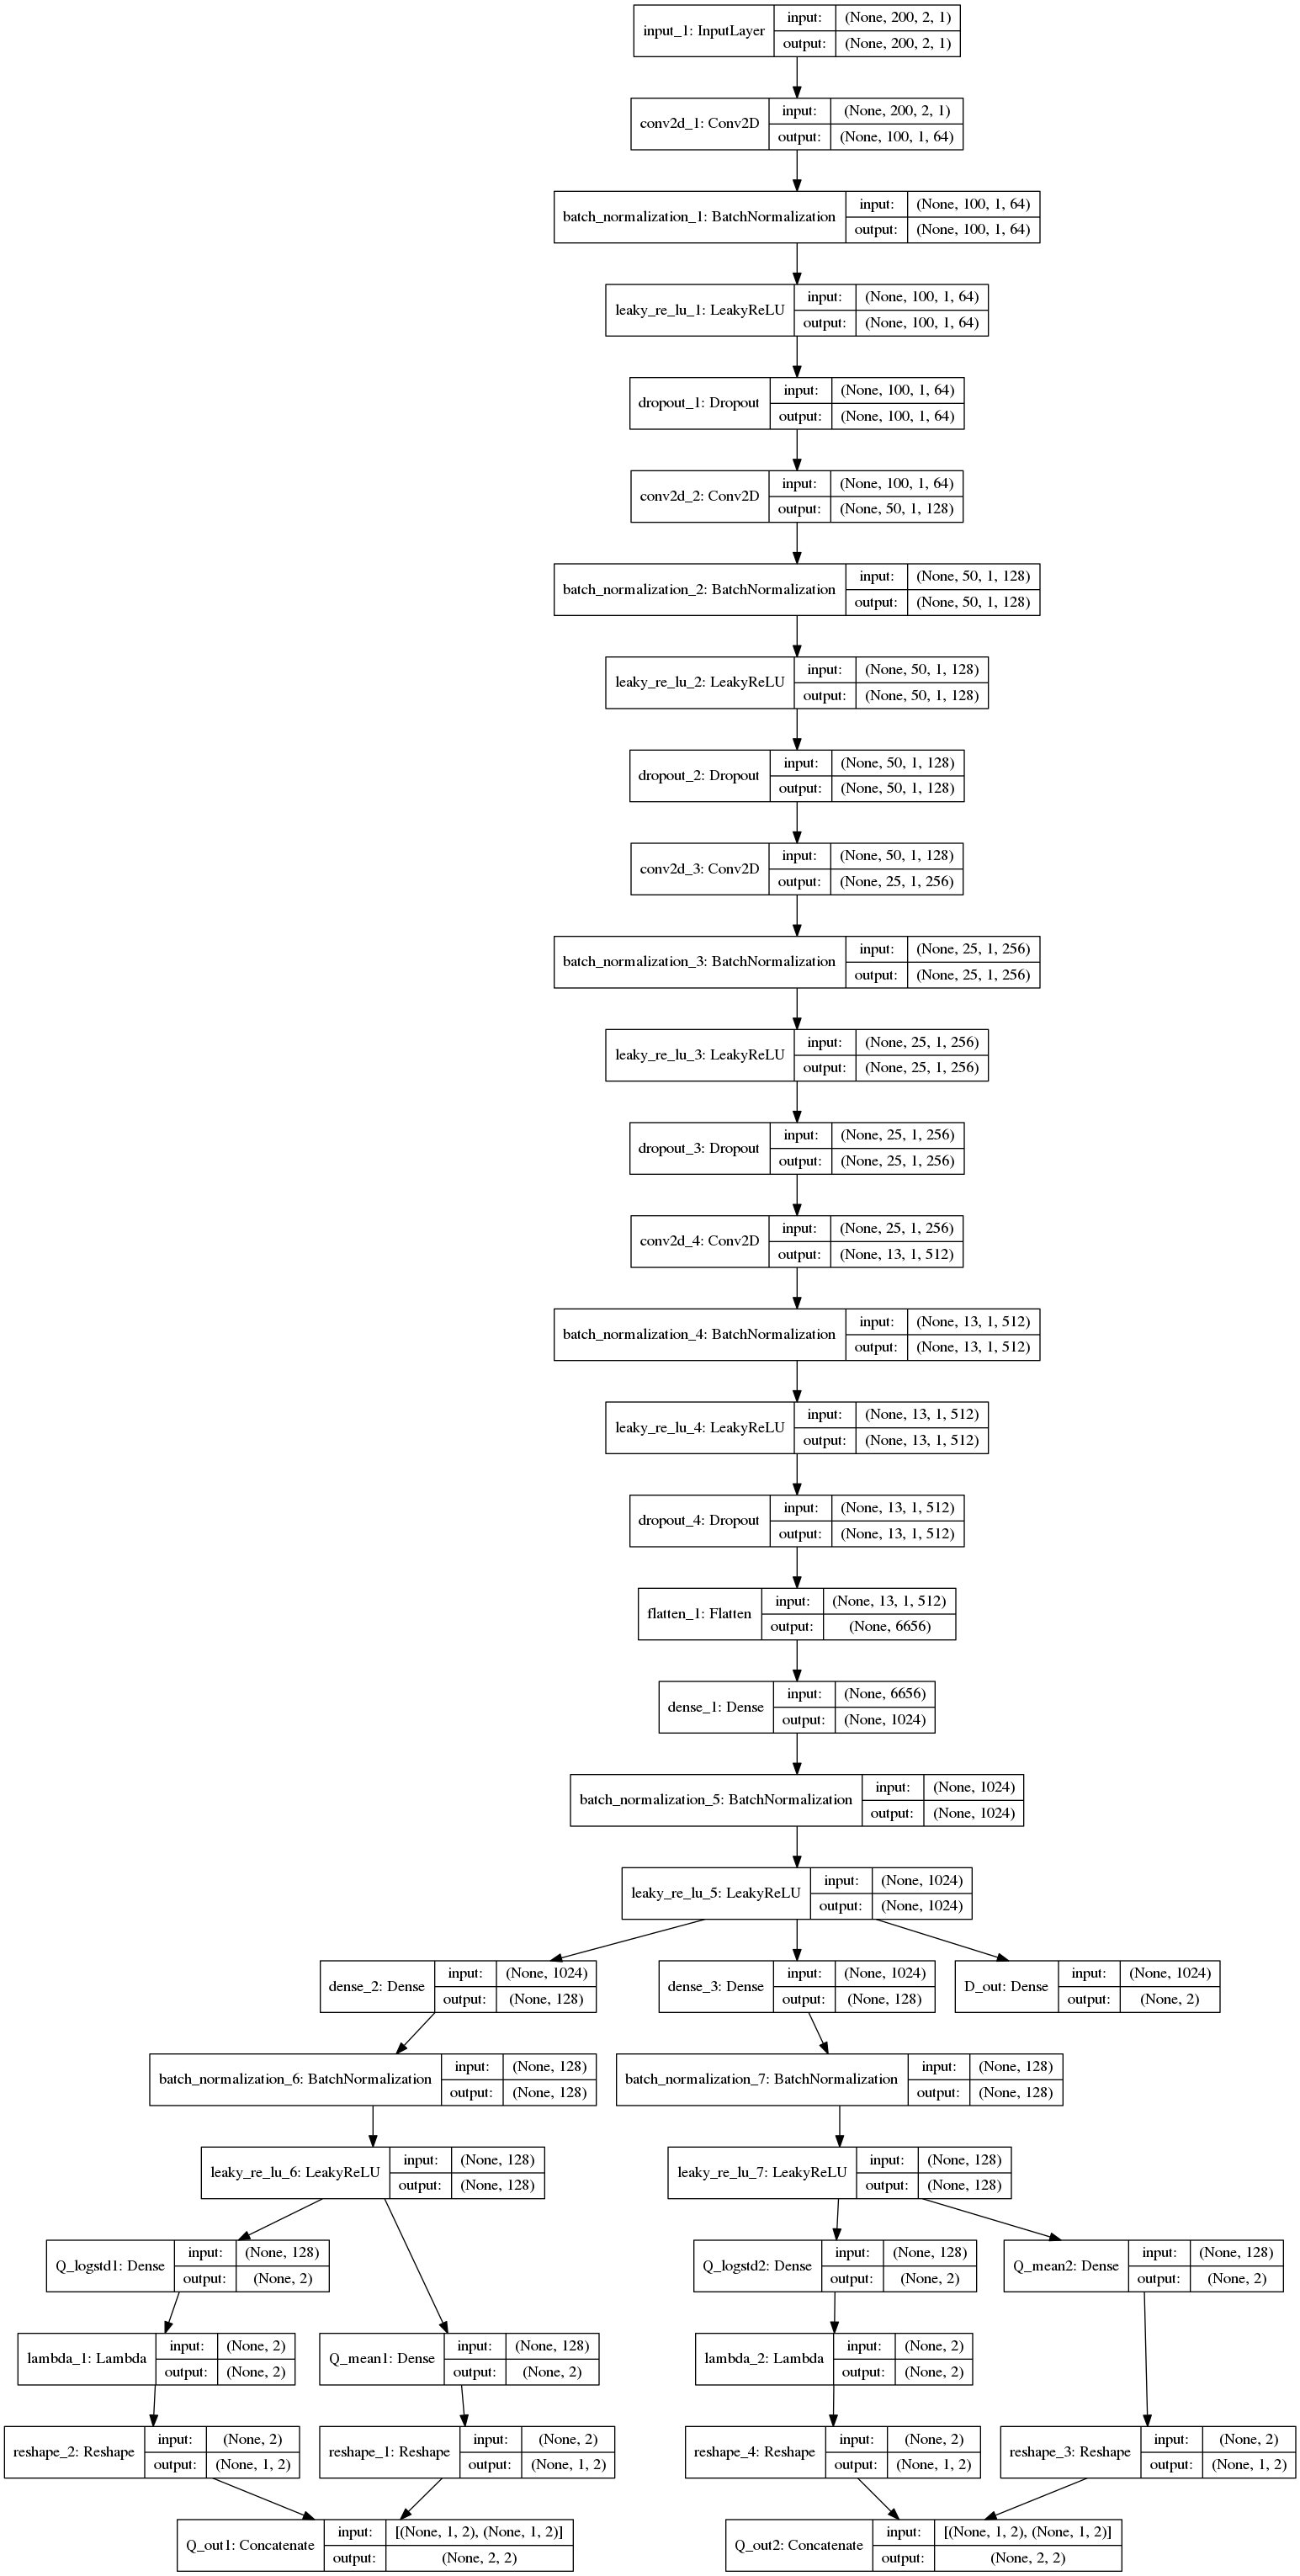 input_1: InputLayer
input: (None, 200, 2, 1)
output: (None, 200, 2, 1)
conv2d_1: Conv2D
input: (None, 200, 2, 1)
output: (None, 100, 1, 64)
batch_normalization_1: BatchNormalization
input: (None, 100, 1, 64)
output: (None, 100, 1, 64)
leaky_re_lu_1: LeakyReLU
input: (None, 100, 1, 64)
output: (None, 100, 1, 64)
dropout_1: Dropout
input: (None, 100, 1, 64)
output: (None, 100, 1, 64)
conv2d_2: Conv2D
input: (None, 100, 1, 64)
output: (None, 50, 1, 128)
batch_normalization_2: BatchNormalization
input: (None, 50, 1, 128)
output: (None, 50, 1, 128)
leaky_re_lu_2: LeakyReLU
input: (None, 50, 1, 128)
output: (None, 50, 1, 128)
dropout_2: Dropout
input: (None, 50, 1, 128)
output: (None, 50, 1, 128)
conv2d_3: Conv2D
input: (None, 50, 1, 128)
output: (None, 25, 1, 256)
batch_normalization_3: BatchNormalization
input: (None, 25, 1, 256)
output: (None, 25, 1, 256)
leaky_re_lu_3: LeakyReLU
input: (None, 25, 1, 256)
output: (None, 25, 1, 256)
dropout_3: Dropout
input: (None, 25, 1, 256)
output: (None, 25, 1, 256)
conv2d_4: Conv2D
input: (None, 25, 1, 256)
output: (None, 13, 1, 512)
batch_normalization_4: BatchNormalization
input: (None, 13, 1, 512)
output: (None, 13, 1, 512)
leaky_re_lu_4: LeakyReLU
input: (None, 13, 1, 512)
output: (None, 13, 1, 512)
dropout_4: Dropout
input: (None, 13, 1, 512)
output: (None, 13, 1, 512)
flatten_1: Flatten
input: (None, 13, 1, 512)
output: (None, 6656)
dense_1: Dense
input: (None, 6656)
output: (None, 1024)
batch_normalization_5: BatchNormalization
input: (None, 1024)
output: (None, 1024)
leaky_re_lu_5: LeakyReLU
input: (None, 1024)
output: (None, 1024)
dense_2: Dense
input: (None, 1024)
output: (None, 128)
dense_3: Dense
input: (None, 1024)
output: (None, 128)
D_out: Dense
input: (None, 1024)
output: (None, 2)
batch_normalization_6: BatchNormalization
input: (None, 128)
output: (None, 128)
batch_normalization_7: BatchNormalization
input: (None, 128)
output: (None, 128)
leaky_re_lu_6: LeakyReLU
input: (None, 128)
output: (None, 128)
leaky_re_lu_7: LeakyReLU
input: (None, 128)
output: (None, 128)
Q_logstd1: Dense
input: (None, 128)
output: (None, 2)
Q_logstd2: Dense
input: (None, 128)
output: (None, 2)
Q_mean2: Dense
input: (None, 128)
output: (None, 2)
lambda_1: Lambda
input: (None, 2)
output: (None, 2)
Q_mean1: Dense
input: (None, 128)
output: (None, 2)
lambda_2: Lambda
input: (None, 2)
output: (None, 2)
reshape_2: Reshape
input: (None, 2)
output: (None, 1, 2)
reshape_1: Reshape
input: (None, 2)
output: (None, 1, 2)
reshape_4: Reshape
input: (None, 2)
output: (None, 1, 2)
reshape_3: Reshape
input: (None, 2)
output: (None, 1, 2)
Q_out1: Concatenate
input: [(None, 1, 2), (None, 1, 2)]
output: (None, 2, 2)
Q_out2: Concatenate
input: [(None, 1, 2), (None, 1, 2)]
output: (None, 2, 2)